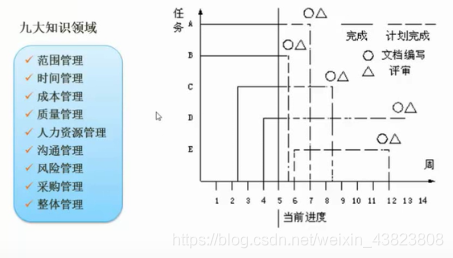 九大知识领域
范围管理
时间管理
成本管理
质量管理
人力资源管理
沟通管理
风险管理
采购管理
整体管理
任务
A
B
C
D
E
完成 计划完成
文档编写
评审
周
1 2 3 4 5 6 7 8 9 10 11 12 13 14
当前进度
https://blog.csdn.net/weixin_43823808